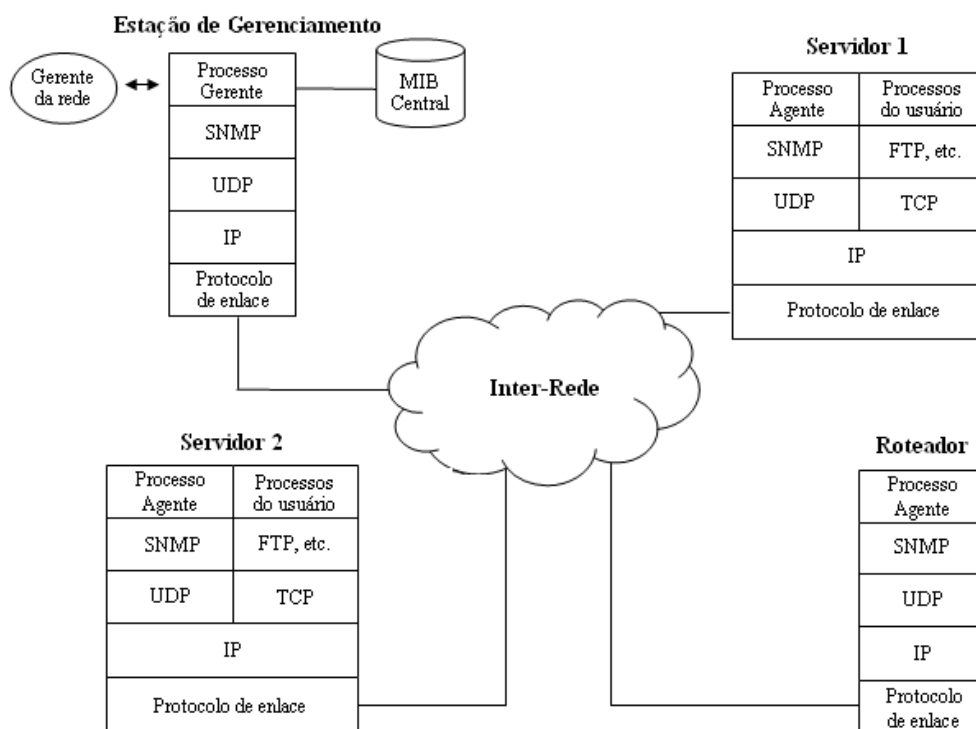 Estação de Gerenciamento
Gerente
da rede
Processo
Gerente
SNMP
UDP
IP
Protocolo
de enlace
MIB
Central
Servidor 1
Processo
Agente
Processos
do usuário
SNMP
FTP, etc.
UDP
TCP
IP
Protocolo de enlace
Inter-Rede
Servidor 2
Processo
Agente
Processos
do usuário
SNMP
FTP, etc.
UDP
TCP
IP
Protocolo de enlace
Roteador
Processo
Agente
SNMP
UDP
IP
Protocolo
de enlace